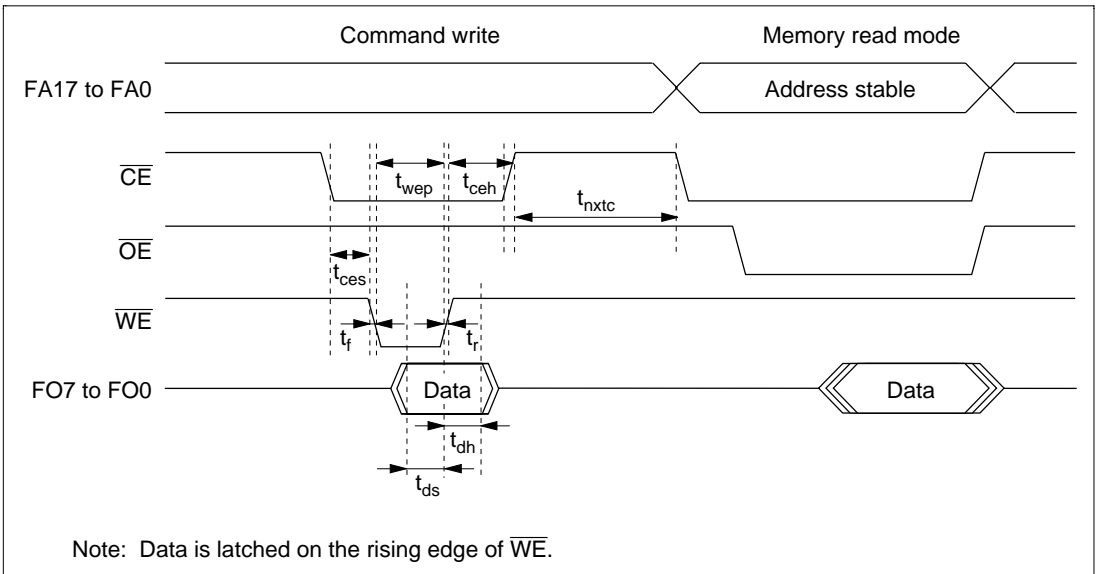 Command write
Memory read mode
FA17 to FA0
Address stable
CE
twep
tceh
tnxtc
OE
tces
WE
tf
tr
FO7 to FO0
Data
Data
tdh
tds
Note: Data is latched on the rising edge of WE.